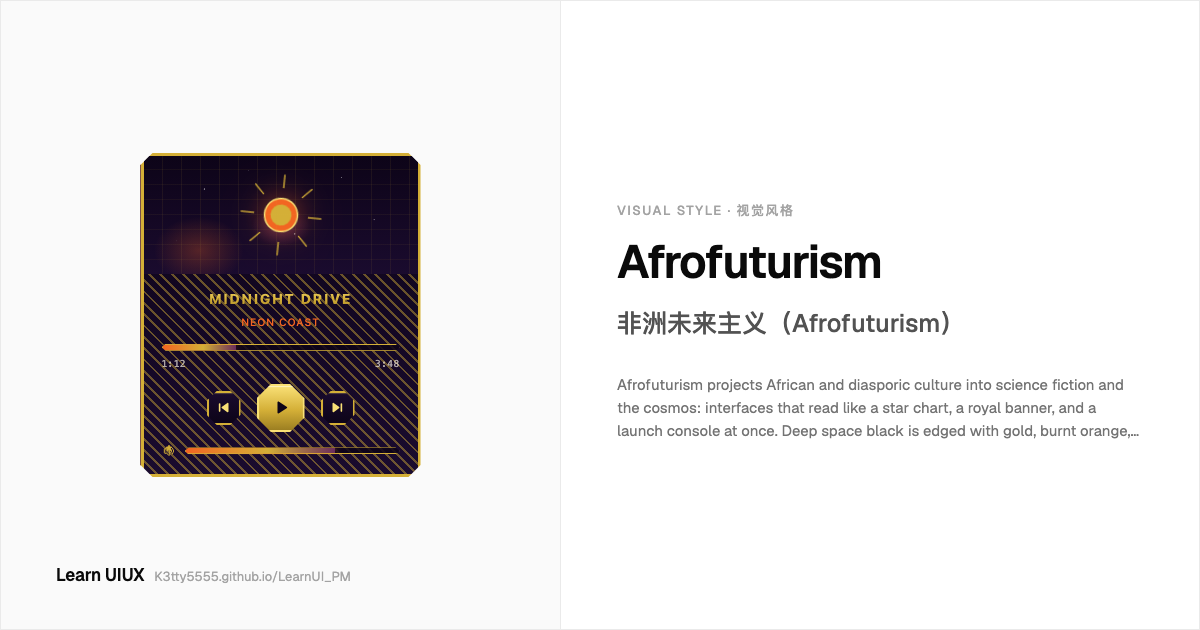 MIDNIGHT DRIVE
NEON COAST
1:12 3:48
Learn UIUX K3tty5555.github.io/LearnUI_PM
VISUAL STYLE · 视觉风格
Afrofuturism
非洲未来主义（Afrofuturism）
Afrofuturism projects African and diasporic culture into science fiction and
the cosmos: interfaces that read like a star chart, a royal banner, and a
launch console at once. Deep space black is edged with gold, burnt orange,…